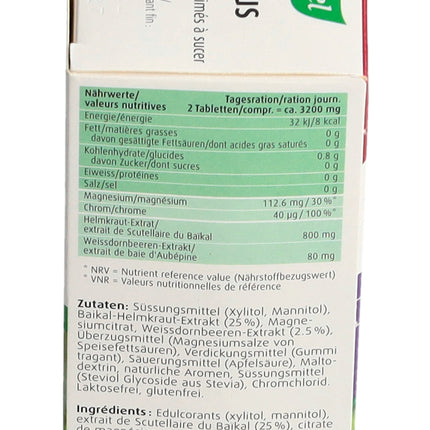 el
US
imés à sucer
ant fin :
Nährwerte/ Tagesration/ration journ.
valeurs nutritives 2 Tabletten/compr. = ca. 3200 mg
Energie/énergie 32 kJ/8 kcal
Fett/matières grasses 0 g
davon gesättigte Fettsäuren/dont acides gras saturés 0 g
Kohlenhydrate/glucides 0,8 g
davon Zucker/dont sucres 0 g
Eiweiss/protéines 0 g
Salz/sel 0 g
Magnesium/magnésium 112.6 mg / 30%*
Chrom/chrome 40 µg / 100%*
Helmkraut-Extrat/
extrait de Scutellaire du Baïkal 800 mg
Weissdornbeeren-Extrakt/
extrait de baie d'Aubépine 80 mg
* NRV = Nutrient reference value (Nährstoffbezugswert)
* VNR = Valeurs nutritionnelles de référence
Zutaten: Süssungsmittel (Xylitol, Mannitol),
Baikal-Helmkraut-Extrakt (25%), Magne-
siumcitrat, Weissdornbeeren-Extrakt (2.5%),
Überzugsmittel (Magnesiumsalze von
Speisefettsäuren), Verdickungsmittel (Gummi
tragant), Säuerungsmittel (Apfelsäure), Malto-
dextrin, natürliche Aromen, Süssungsmittel
(Steviol Glycoside aus Stevia), Chromchlorid.
Laktosefrei, glutenfrei.
Ingrédients : Edulcorants (xylitol, mannitol),
extrait de Scutellaire du Baïkal (25%), citrate